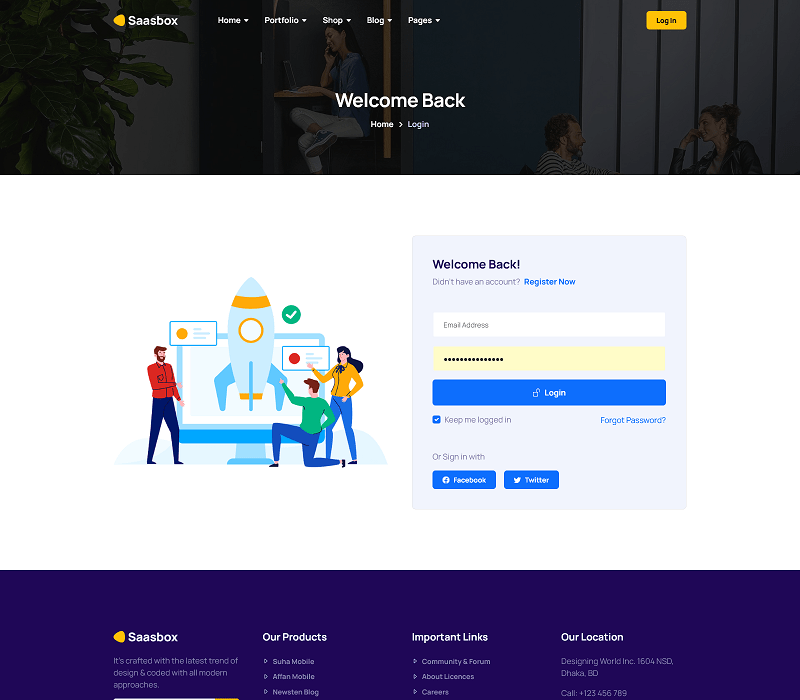 Saasbox
Home
Portfolio
Shop
Blog
Pages
Log In
Welcome Back
Home > Login
Welcome Back!
Didn't have an account? Register Now
Email Address
••••••••••••••
Login
Keep me logged in
Forgot Password?
Or Sign in with
Facebook
Twitter
Saasbox
It's crafted with the latest trend of
design & coded with all modern
approaches.
Our Products
Suha Mobile
Affan Mobile
Newsten Blog
Important Links
Community & Forum
About Licences
Careers
Our Location
Designing World Inc. 1604 NSD,
Dhaka, BD
Call: +123 456 789